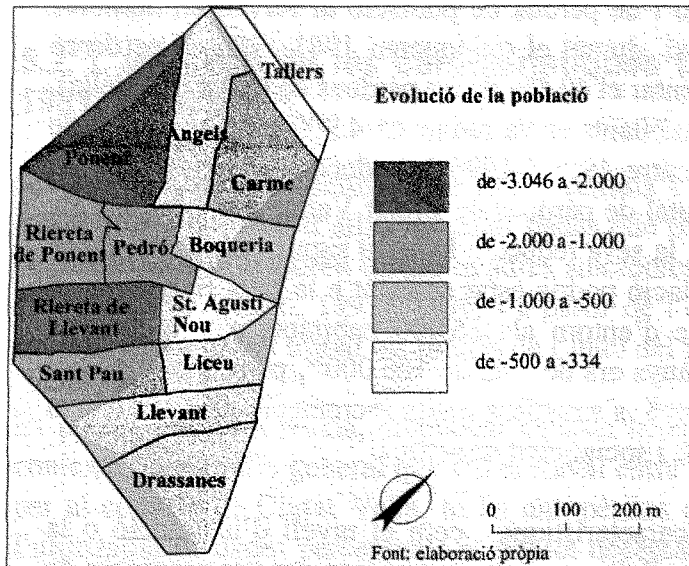 Tallers
Evolució de la població
Angels
Ponent
Carme
de -3.046 a -2.000
Riereta
de Ponent
Pedró
Boqueria
de -2.000 a -1.000
Riereta de
Llevant
St. Agustí
Nou
de -1.000 a -500
Sant Pau
Liceu
de -500 a -334
Llevant
Drassanes
0 100 200 m
Font: elaboració pròpia